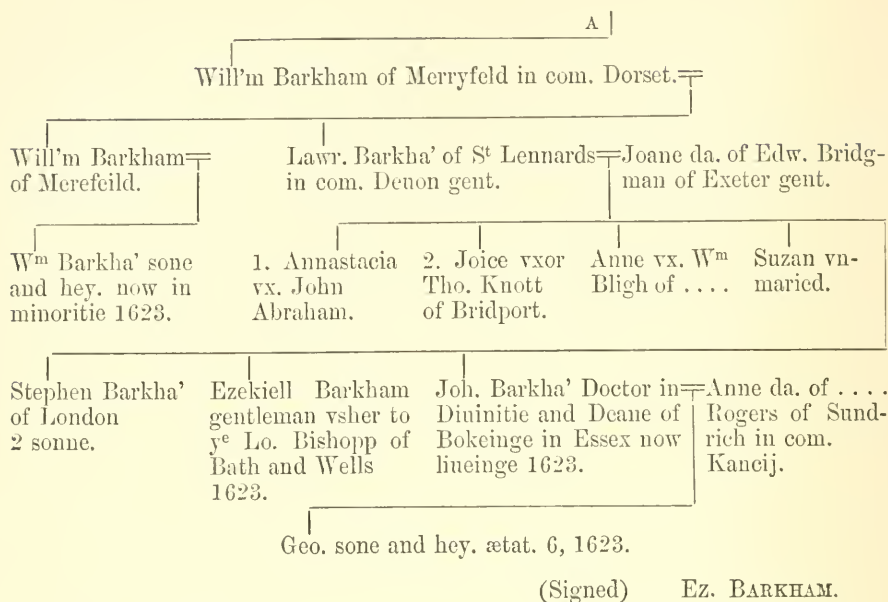 A
Will'm Barkham of Merryfeld in com. Dorset.
Will'm Barkham
of Merefeild.
Lawr. Barkha' of Sᵗ Lennards
in com. Deuon gent.
Joane da. of Edw. Bridg-
man of Exeter gent.
Wᵐ Barkha' sone
and hey. now in
minoritie 1623.
1. Annastacia
vx. John
Abraham.
2. Joice vxor
Tho. Knott
of Bridport.
Anne vx. Wᵐ
Bligh of ....
Suzan vn-
maried.
Stephen Barkha'
of London
2 sonne.
Ezekiell Barkham
gentleman vsher to
yᵉ Lo. Bishopp of
Bath and Wells
1623.
Joh. Barkha' Doctor in
Diuinitie and Deane of
Bokeinge in Essex now
liueinge 1623.
Anne da. of ....
Rogers of Sund-
rich in com.
Kancij.
Geo. sone and hey. ætat. 6, 1623.
(Signed) Ez. BARKHAM.